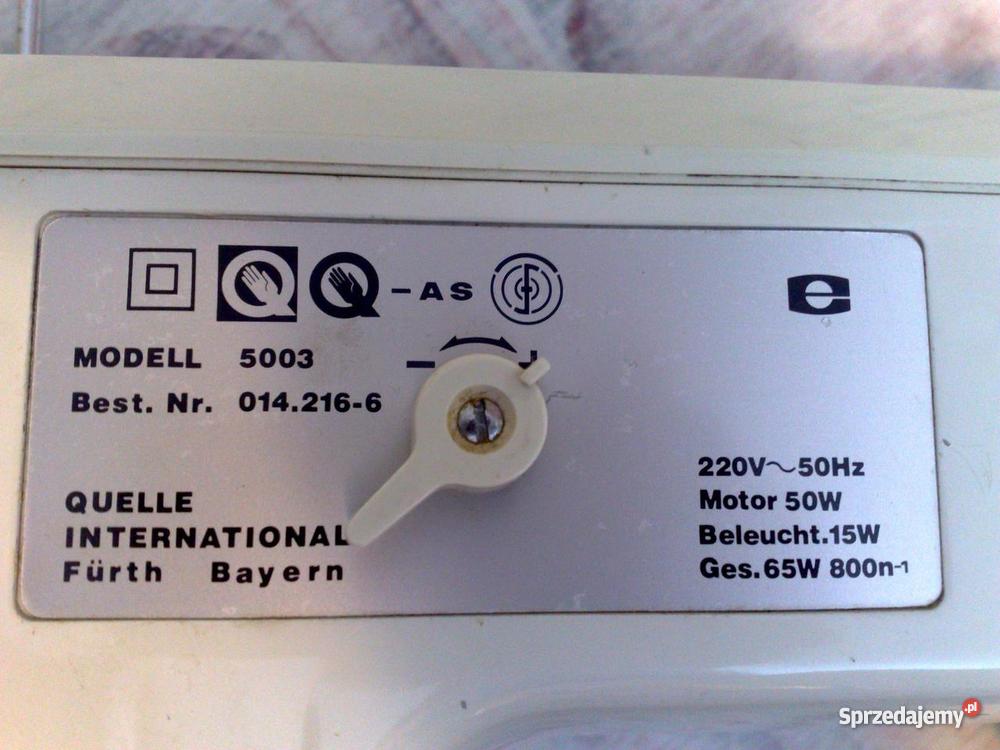 Q Q - AS
e
MODELL 5003
- +
Best. Nr. 014.216-6
QUELLE
INTERNATIONAL
Fürth Bayern
220V~50Hz
Motor 50W
Beleucht.15W
Ges.65W 800n⁻¹
Sprzedajemy.pl